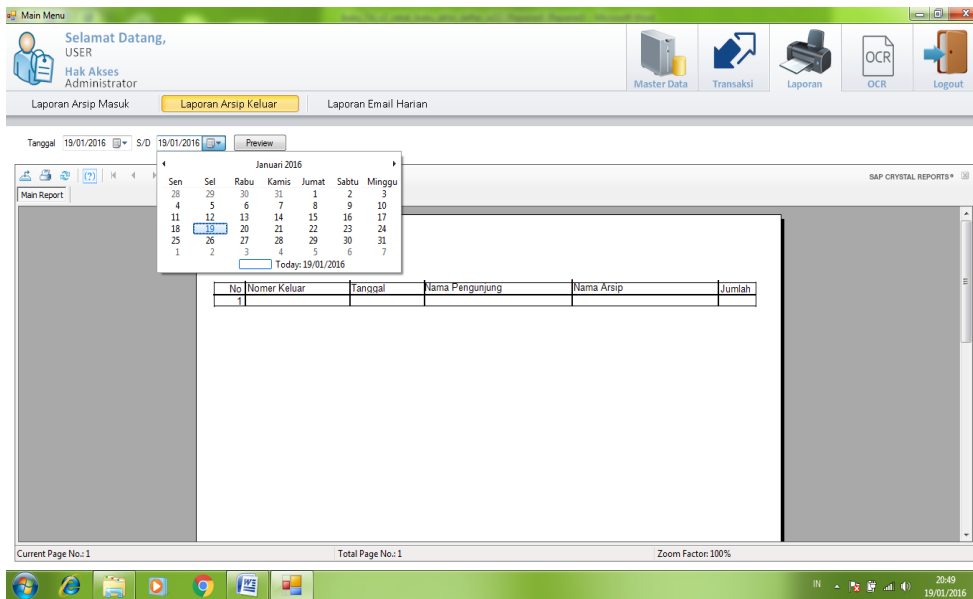 Main Menu
Selamat Datang,
USER
Hak Akses
Administrator
Master Data
Transaksi
Laporan
OCR
OCR
Logout
Laporan Arsip Masuk
Laporan Arsip Keluar
Laporan Email Harian
Tanggal 19/01/2016 S/D 19/01/2016 Preview
Januari 2016
Sen Sel Rabu Kamis Jumat Sabtu Minggu
28 29 30 31 1 2 3
4 5 6 7 8 9 10
11 12 13 14 15 16 17
18 19 20 21 22 23 24
25 26 27 28 29 30 31
1 2 3 4 5 6 7
Today: 19/01/2016
SAP CRYSTAL REPORTS®
Main Report
No Nomer Keluar Tanggal Nama Pengunjung Nama Arsip Jumlah
1
Current Page No.: 1 Total Page No.: 1 Zoom Factor: 100%
IN
20:49
19/01/2016